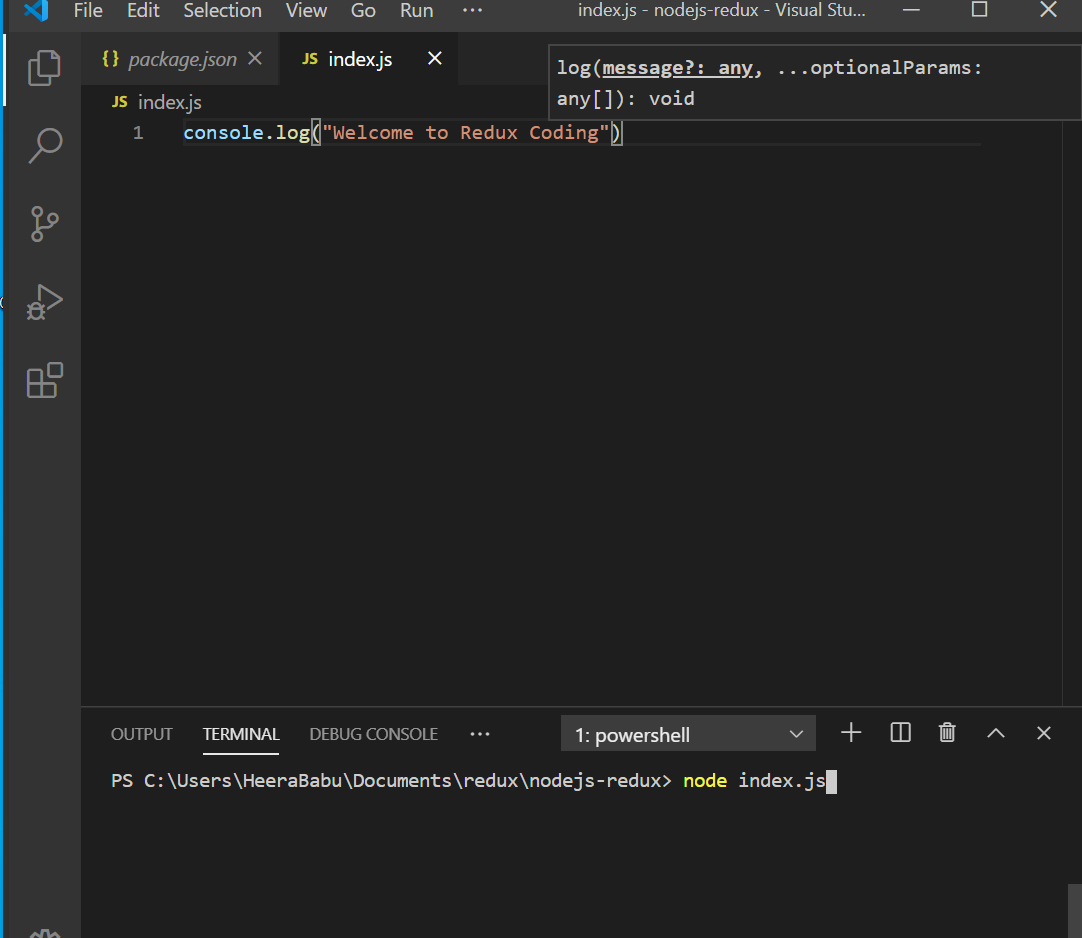 File Edit Selection View Go Run ··· index.js - nodejs-redux - Visual Stu...
{} package.json × JS index.js ×
log(message?: any, ...optionalParams:
any[]): void
JS index.js
1 console.log("Welcome to Redux Coding")
OUTPUT TERMINAL DEBUG CONSOLE ··· 1: powershell
PS C:\Users\HeeraBabu\Documents\redux\nodejs-redux> node index.js